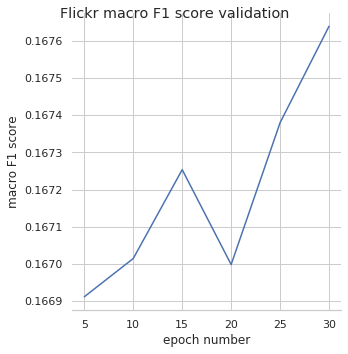 Flickr macro F1 score validation
0.1676
0.1675
0.1674
0.1673
0.1672
0.1671
0.1670
0.1669
macro F1 score
5 10 15 20 25 30
epoch number